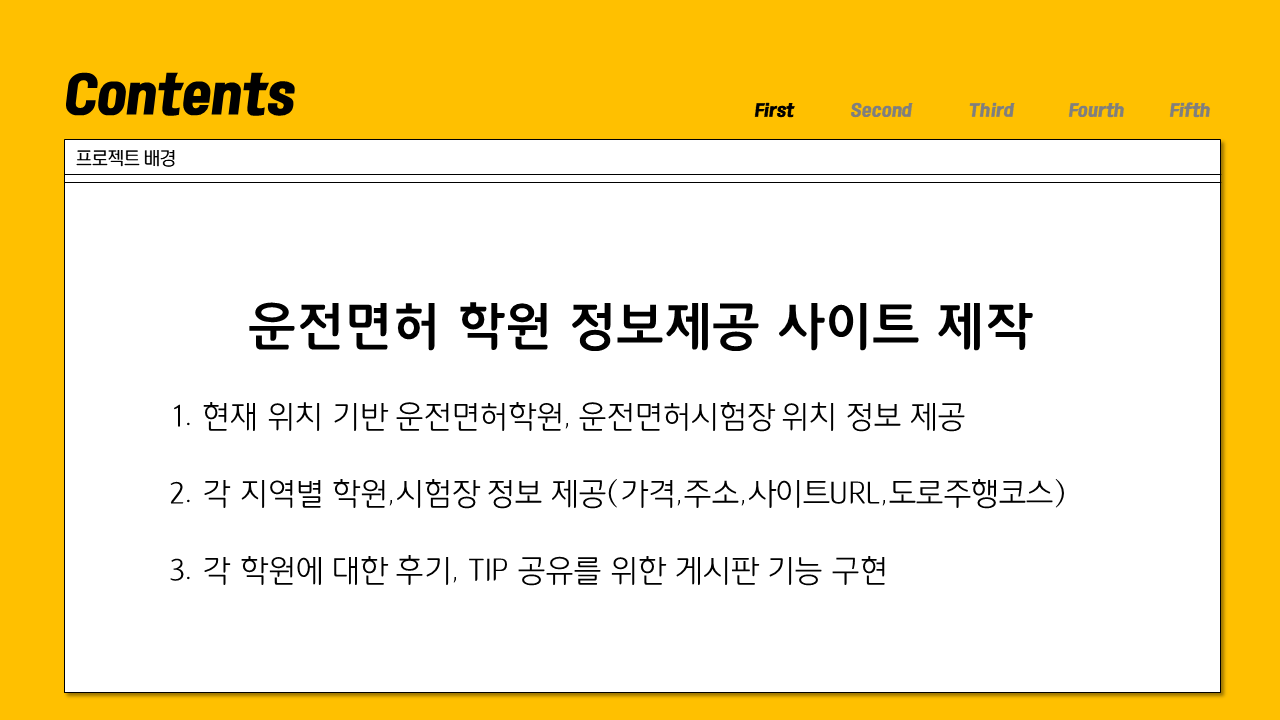 Contents
First Second Third Fourth Fifth
프로젝트 배경
운전면허 학원 정보제공 사이트 제작
1. 현재 위치 기반 운전면허학원, 운전면허시험장 위치 정보 제공
2. 각 지역별 학원,시험장 정보 제공(가격,주소,사이트URL,도로주행코스)
3. 각 학원에 대한 후기, TIP 공유를 위한 게시판 기능 구현